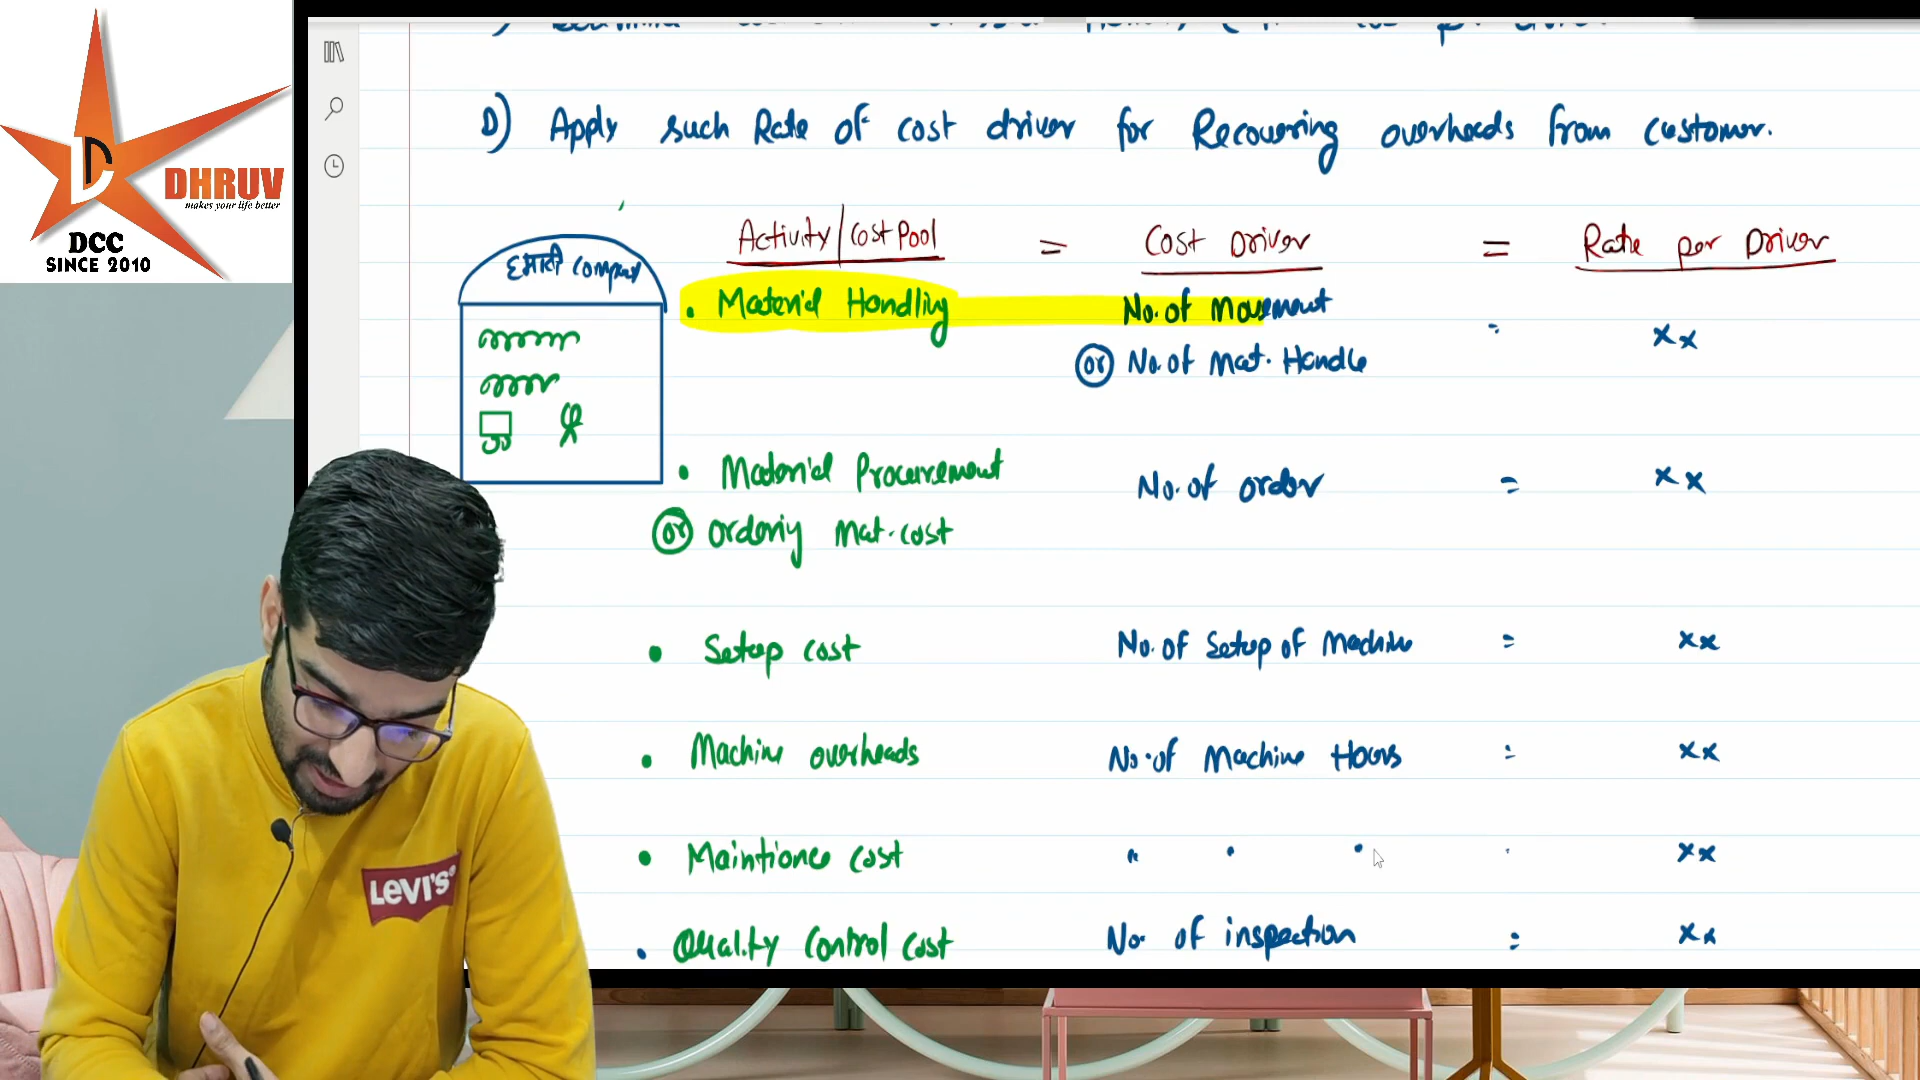 D) Apply such Rate of cost driver for Recovering overheads from customer.
DHRUV
makes your life better
DCC
SINCE 2010
हमारी company
Activity/Cost Pool = Cost Driver = Rate per Driver
• Material Handling No. of Movement = xx
or No. of Mat. Handle
• Material Procurement No. of order = xx
or Ordering Mat. cost
• Setup cost No. of Setup of Machine = xx
• Machine overheads No. of Machine Hours = xx
• Maintionce cost " " " xx
• Quality Control Cost No. of inspection = xx
LEVI'S